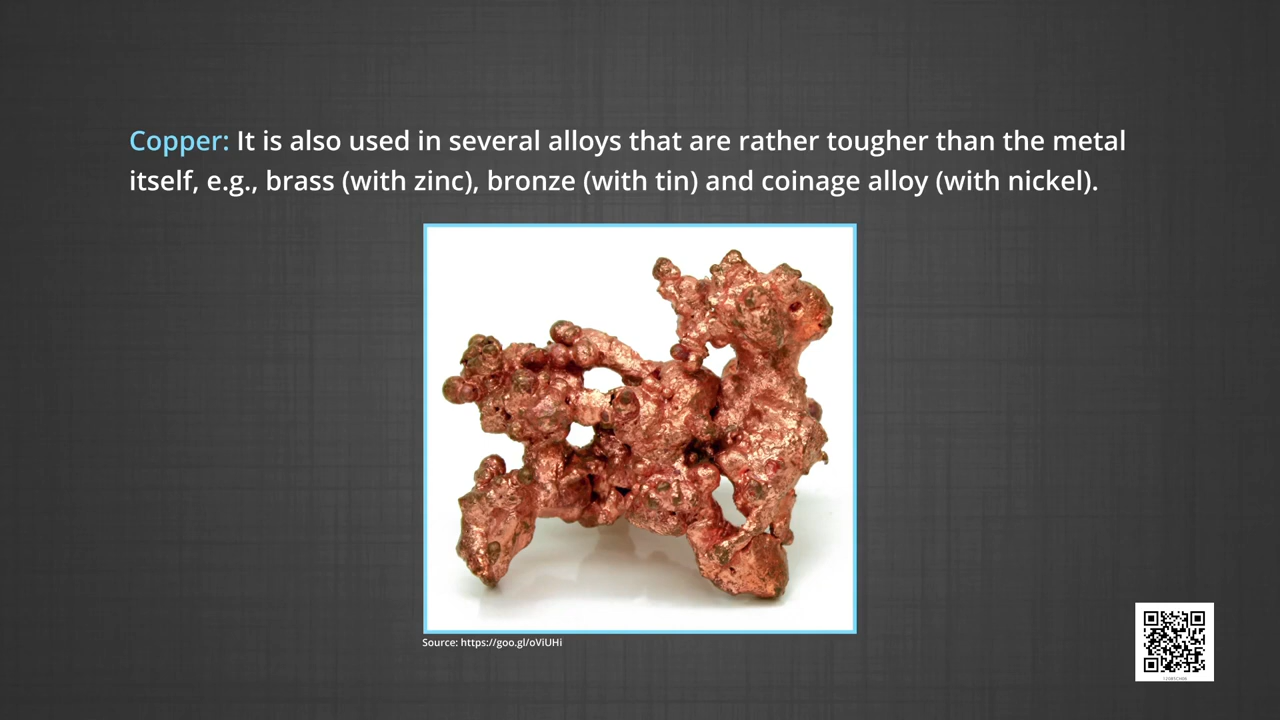 Copper: It is also used in several alloys that are rather tougher than the metal
itself, e.g., brass (with zinc), bronze (with tin) and coinage alloy (with nickel).
Source: https://goo.gl/oViUHi